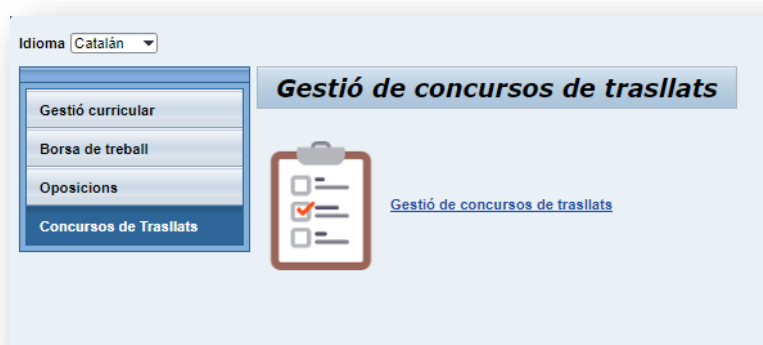 Idioma Catalán
Gestió de concursos de trasllats
Gestió curricular
Borsa de treball
Oposicions
Concursos de Trasllats
Gestió de concursos de trasllats